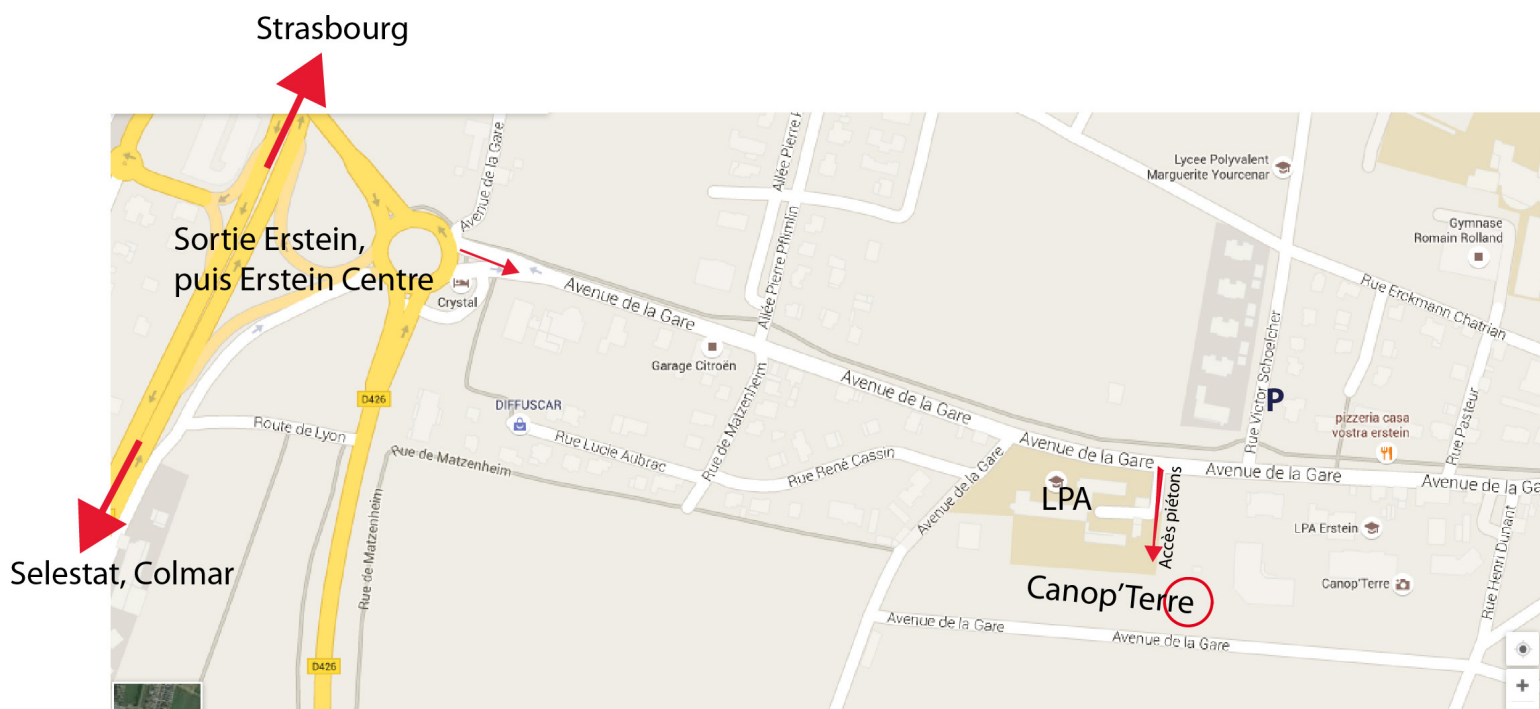 Strasbourg
Avenue de la Gare
Allée Pierre P
Allée Pierre Pflimlin
Lycee Polyvalent
Marguerite Yourcenar
Gymnase
Romain Rolland
Sortie Erstein,
puis Erstein Centre
Crystal
Avenue de la Gare
Rue Erckmann Chatrian
Garage Citroën
Avenue de la Gare
Rue Victor Schoelcher
P
Rue Pasteur
pizzeria casa
vostra erstein
D426
DIFFUSCAR
Route de Lyon
Rue Lucie Aubrac
Rue de Matzenheim
Rue de Matzenheim
Rue René Cassin
Avenue de la Gare
Avenue de la Gare
Avenue de la Gare
Avenue de la Ga
LPA
Accès piétons
LPA Erstein
Rue Henri Dunant
Rue de Matzenheim
Selestat, Colmar
Canop'Terre
Canop'Terre
Avenue de la Gare
Avenue de la Gare
D426